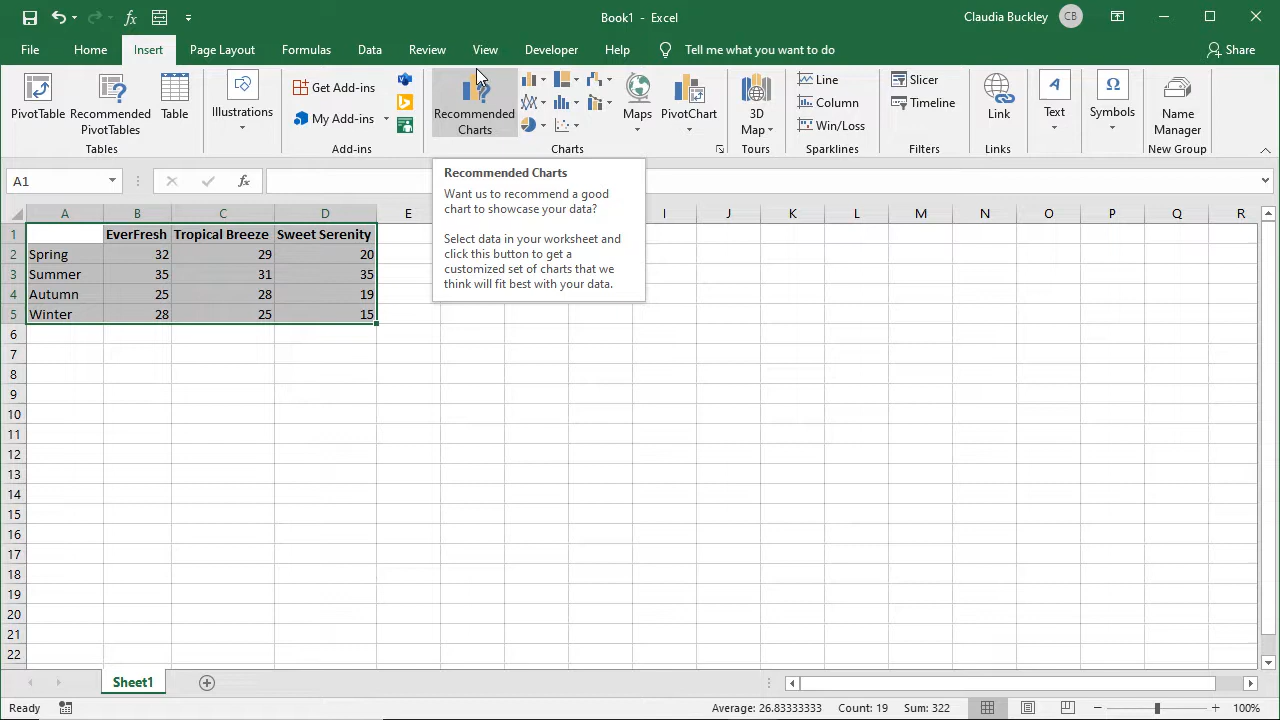 Book1 - Excel
Claudia Buckley CB
File Home Insert Page Layout Formulas Data Review View Developer Help Tell me what you want to do Share
PivotTable
Recommended
PivotTables
Table
Tables
Illustrations
Get Add-ins
My Add-ins
Add-ins
Recommended
Charts
Maps
PivotChart
Charts
3D
Map
Tours
Line
Column
Win/Loss
Sparklines
Slicer
Timeline
Filters
Link
Links
Text
Symbols
Name
Manager
New Group
A1 fx
Recommended Charts
Want us to recommend a good
chart to showcase your data?
Select data in your worksheet and
click this button to get a
customized set of charts that we
think will fit best with your data.
A B C D E I J K L M N O P Q R
1 EverFresh Tropical Breeze Sweet Serenity
2 Spring 32 29 20
3 Summer 35 31 35
4 Autumn 25 28 19
5 Winter 28 25 15
6
7
8
9
10
11
12
13
14
15
16
17
18
19
20
21
22
Sheet1
Ready Average: 26.83333333 Count: 19 Sum: 322 100%